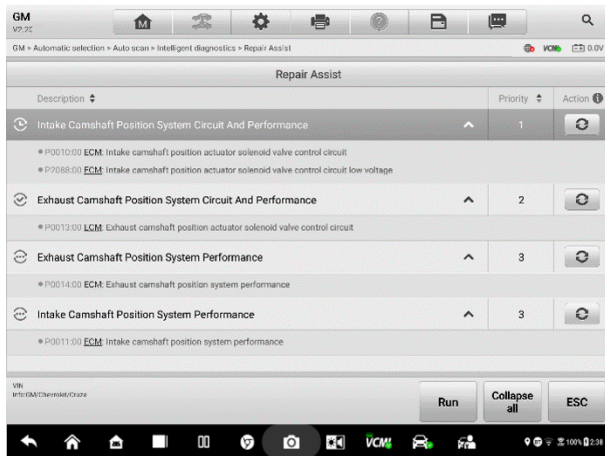 GM
V2.20
GM > Automatic selection > Auto scan > Intelligent diagnostics > Repair Assist
VCMI 0.0V
Repair Assist
Description Priority Action
Intake Camshaft Position System Circuit And Performance 1
P0010:00 ECM: Intake camshaft position actuator solenoid valve control circuit
P2088:00 ECM: Intake camshaft position actuator solenoid valve control circuit low voltage
Exhaust Camshaft Position System Circuit And Performance 2
P0013:00 ECM: Exhaust camshaft position actuator solenoid valve control circuit
Exhaust Camshaft Position System Performance 3
P0014:00 ECM: Exhaust camshaft position system performance
Intake Camshaft Position System Performance 3
P0011:00 ECM: Intake camshaft position system performance
VIN
Info:GM/Chevrolet/Cruze
Run
Collapse
all
ESC
VCMI 100% 2:38